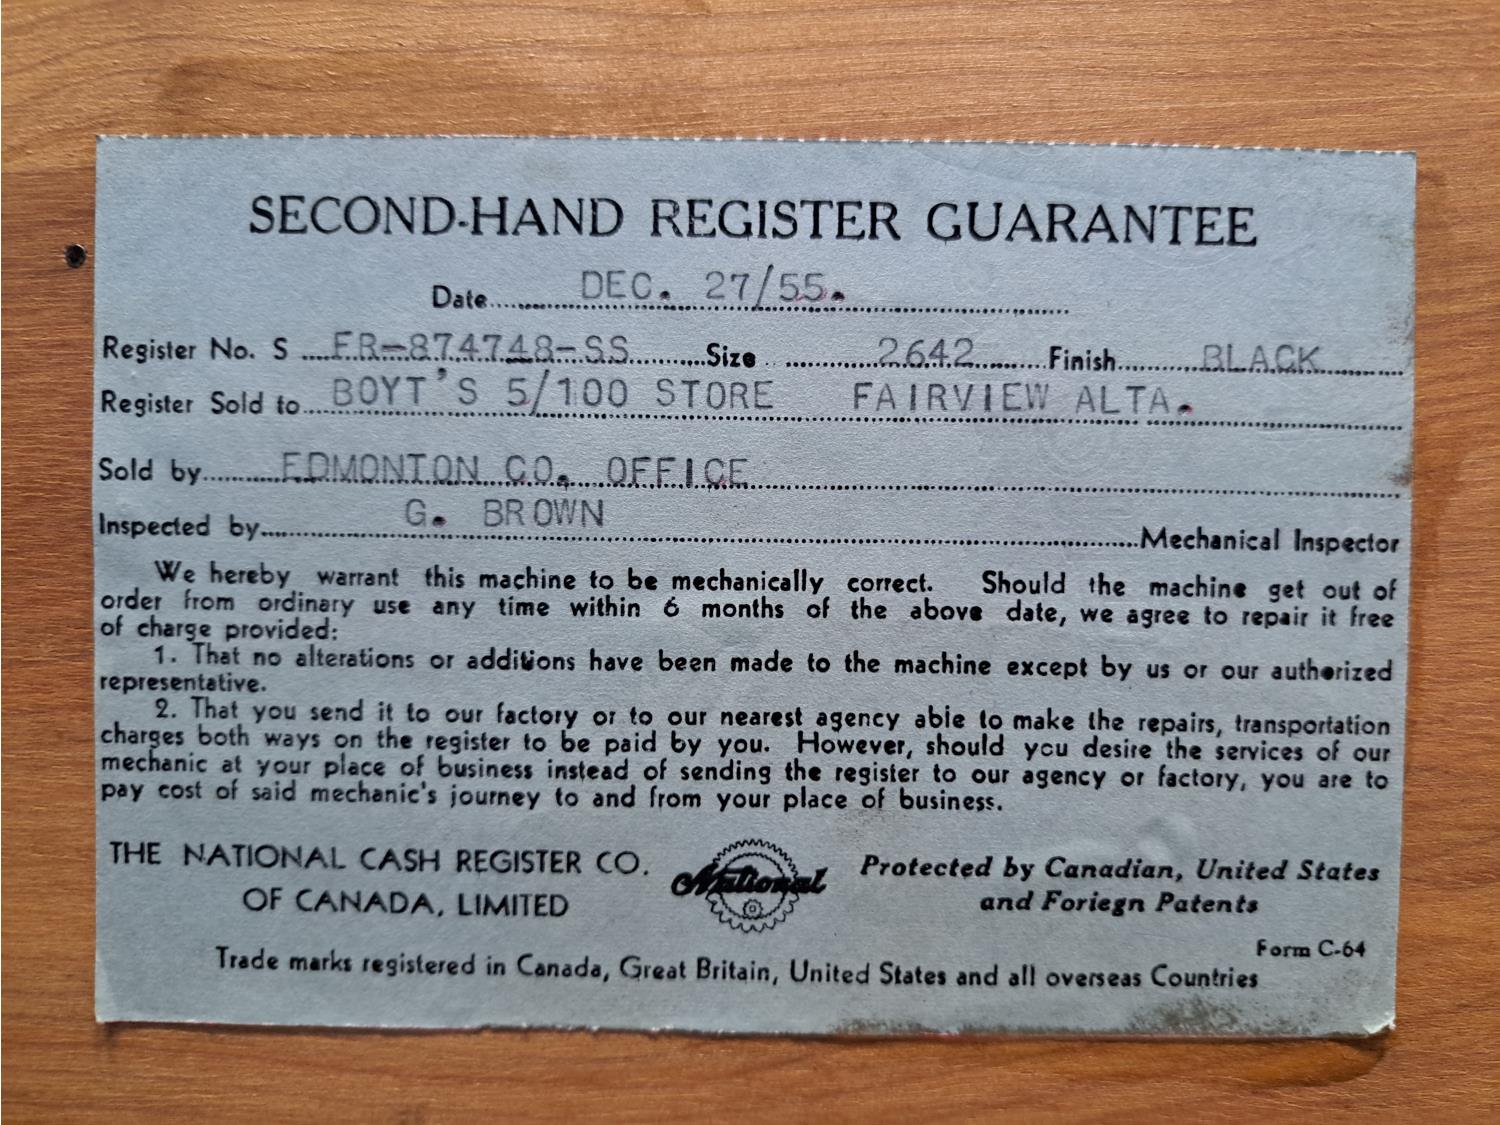 SECOND-HAND REGISTER GUARANTEE
Date DEC. 27/55.
Register No. S FR-874748-SS Size 2642 Finish BLACK
Register Sold to BOYT'S 5/100 STORE FAIRVIEW ALTA.
Sold by EDMONTON CO. OFFICE
Inspected by G. BROWN Mechanical Inspector
We hereby warrant this machine to be mechanically correct. Should the machine get out of
order from ordinary use any time within 6 months of the above date, we agree to repair it free
of charge provided:
1. That no alterations or additions have been made to the machine except by us or our authorized
representative.
2. That you send it to our factory or to our nearest agency able to make the repairs, transportation
charges both ways on the register to be paid by you. However, should you desire the services of our
mechanic at your place of business instead of sending the register to our agency or factory, you are to
pay cost of said mechanic's journey to and from your place of business.
THE NATIONAL CASH REGISTER CO.
OF CANADA, LIMITED
National
Protected by Canadian, United States
and Foriegn Patents
Form C-64
Trade marks registered in Canada, Great Britain, United States and all overseas Countries